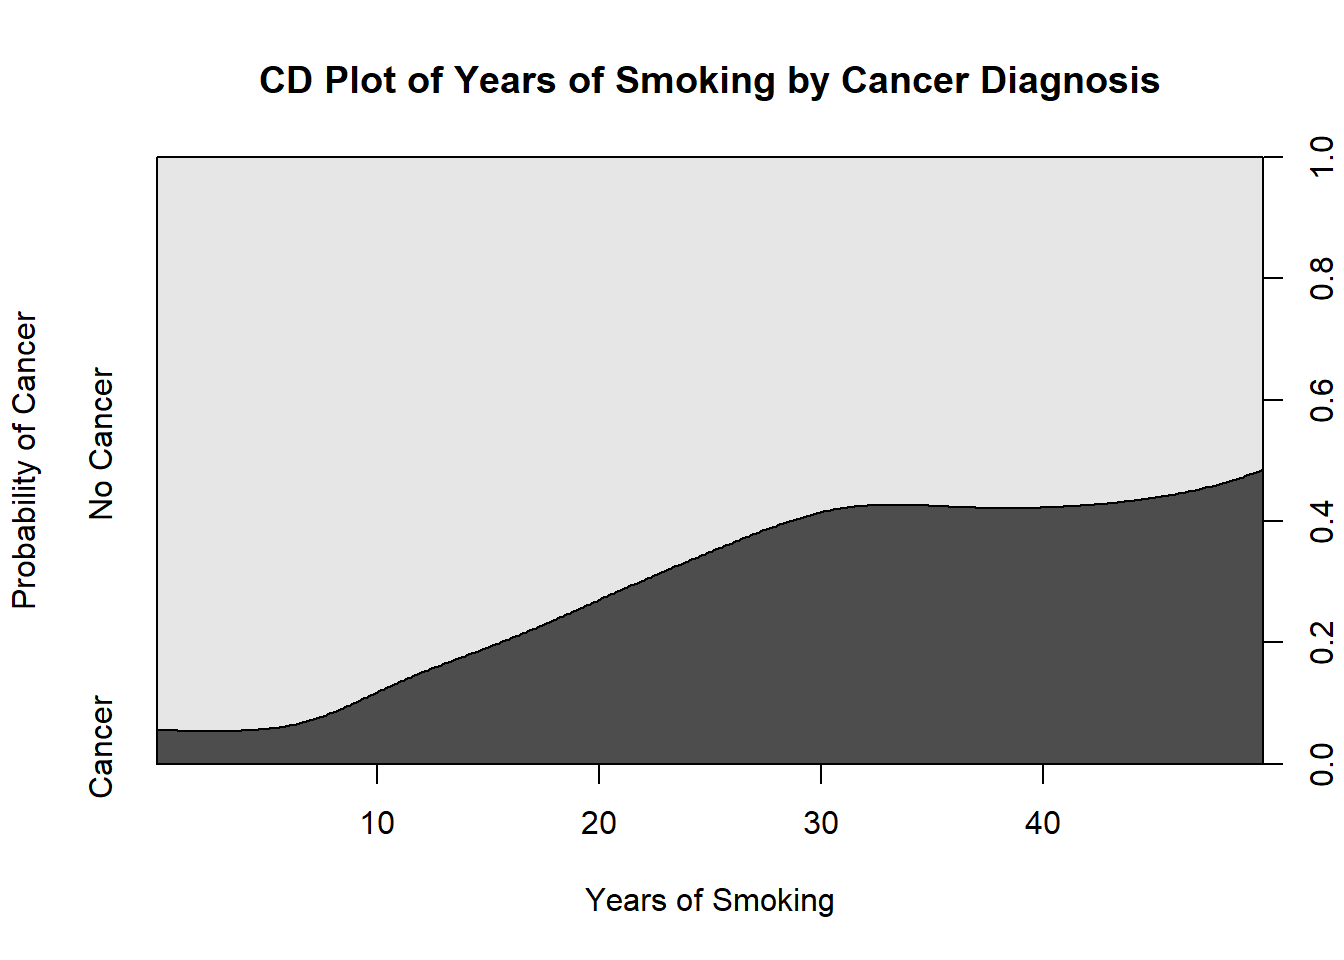 CD Plot of Years of Smoking by Cancer Diagnosis
Probability of Cancer
No Cancer
Cancer
1.0
0.8
0.6
0.4
0.2
0.0
10 20 30 40
Years of Smoking